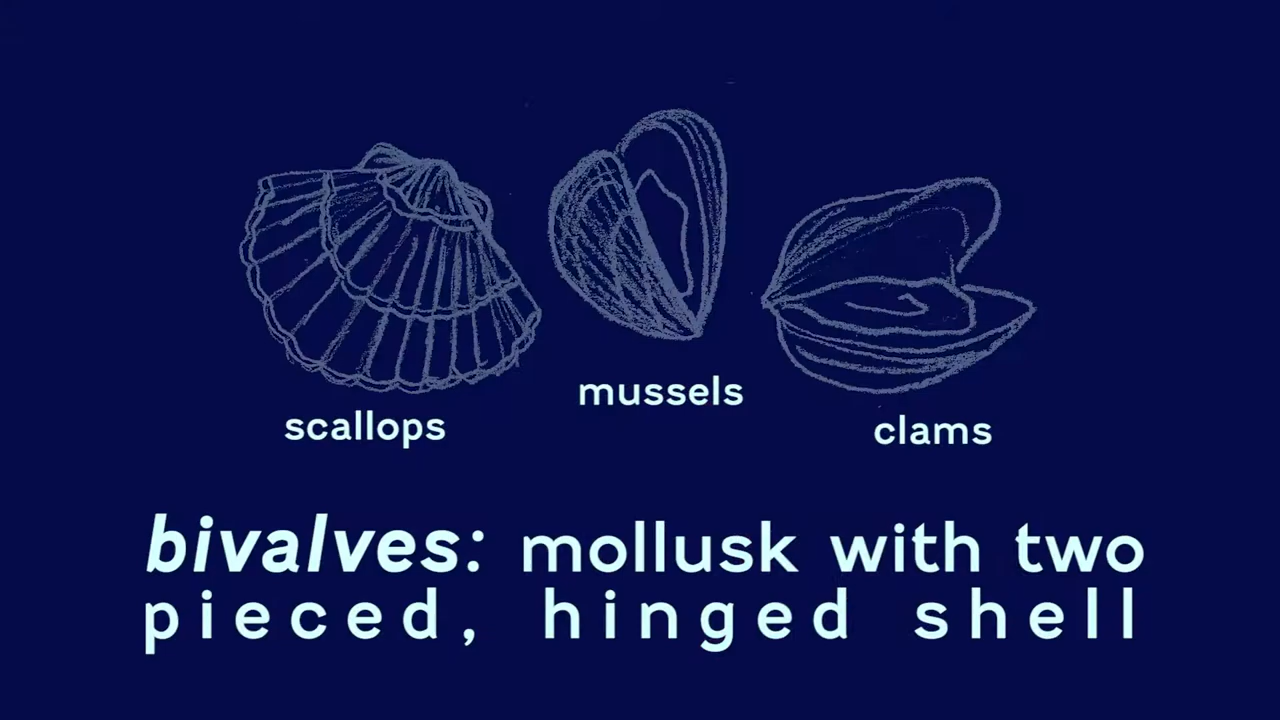 scallops
mussels
clams
bivalves: mollusk with two
pieced, hinged shell